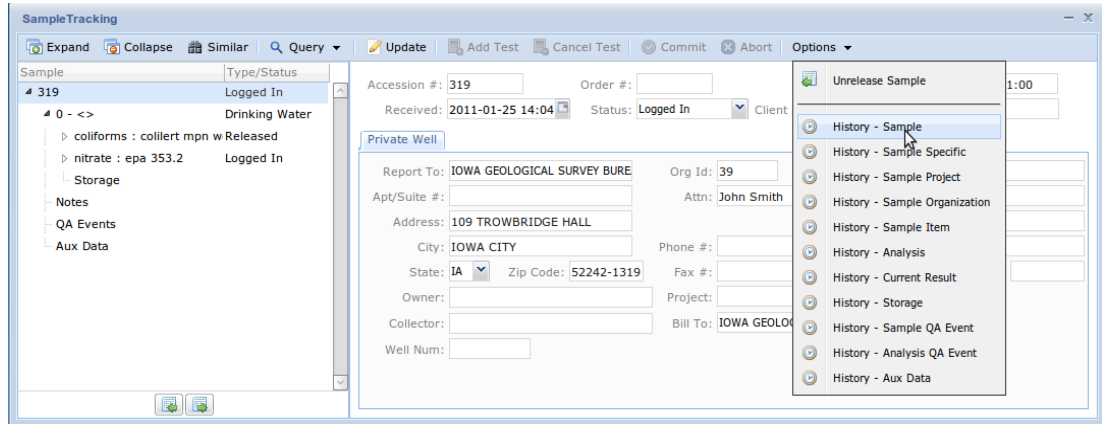 SampleTracking
Expand Collapse Similar Query Update Add Test Cancel Test Commit Abort Options
Sample Type/Status
319 Logged In
0 - <> Drinking Water
coliforms : colilert mpn w Released
nitrate : epa 353.2 Logged In
Storage
Notes
QA Events
Aux Data
Accession #: 319 Order #: 1:00
Received: 2011-01-25 14:04 Status: Logged In Client
Private Well
Report To: IOWA GEOLOGICAL SURVEY BURE Org Id: 39
Apt/Suite #: Attn: John Smith
Address: 109 TROWBRIDGE HALL
City: IOWA CITY Phone #:
State: IA Zip Code: 52242-1319 Fax #:
Owner: Project:
Collector: Bill To: IOWA GEOLO
Well Num:
Unrelease Sample
History - Sample
History - Sample Specific
History - Sample Project
History - Sample Organization
History - Sample Item
History - Analysis
History - Current Result
History - Storage
History - Sample QA Event
History - Analysis QA Event
History - Aux Data